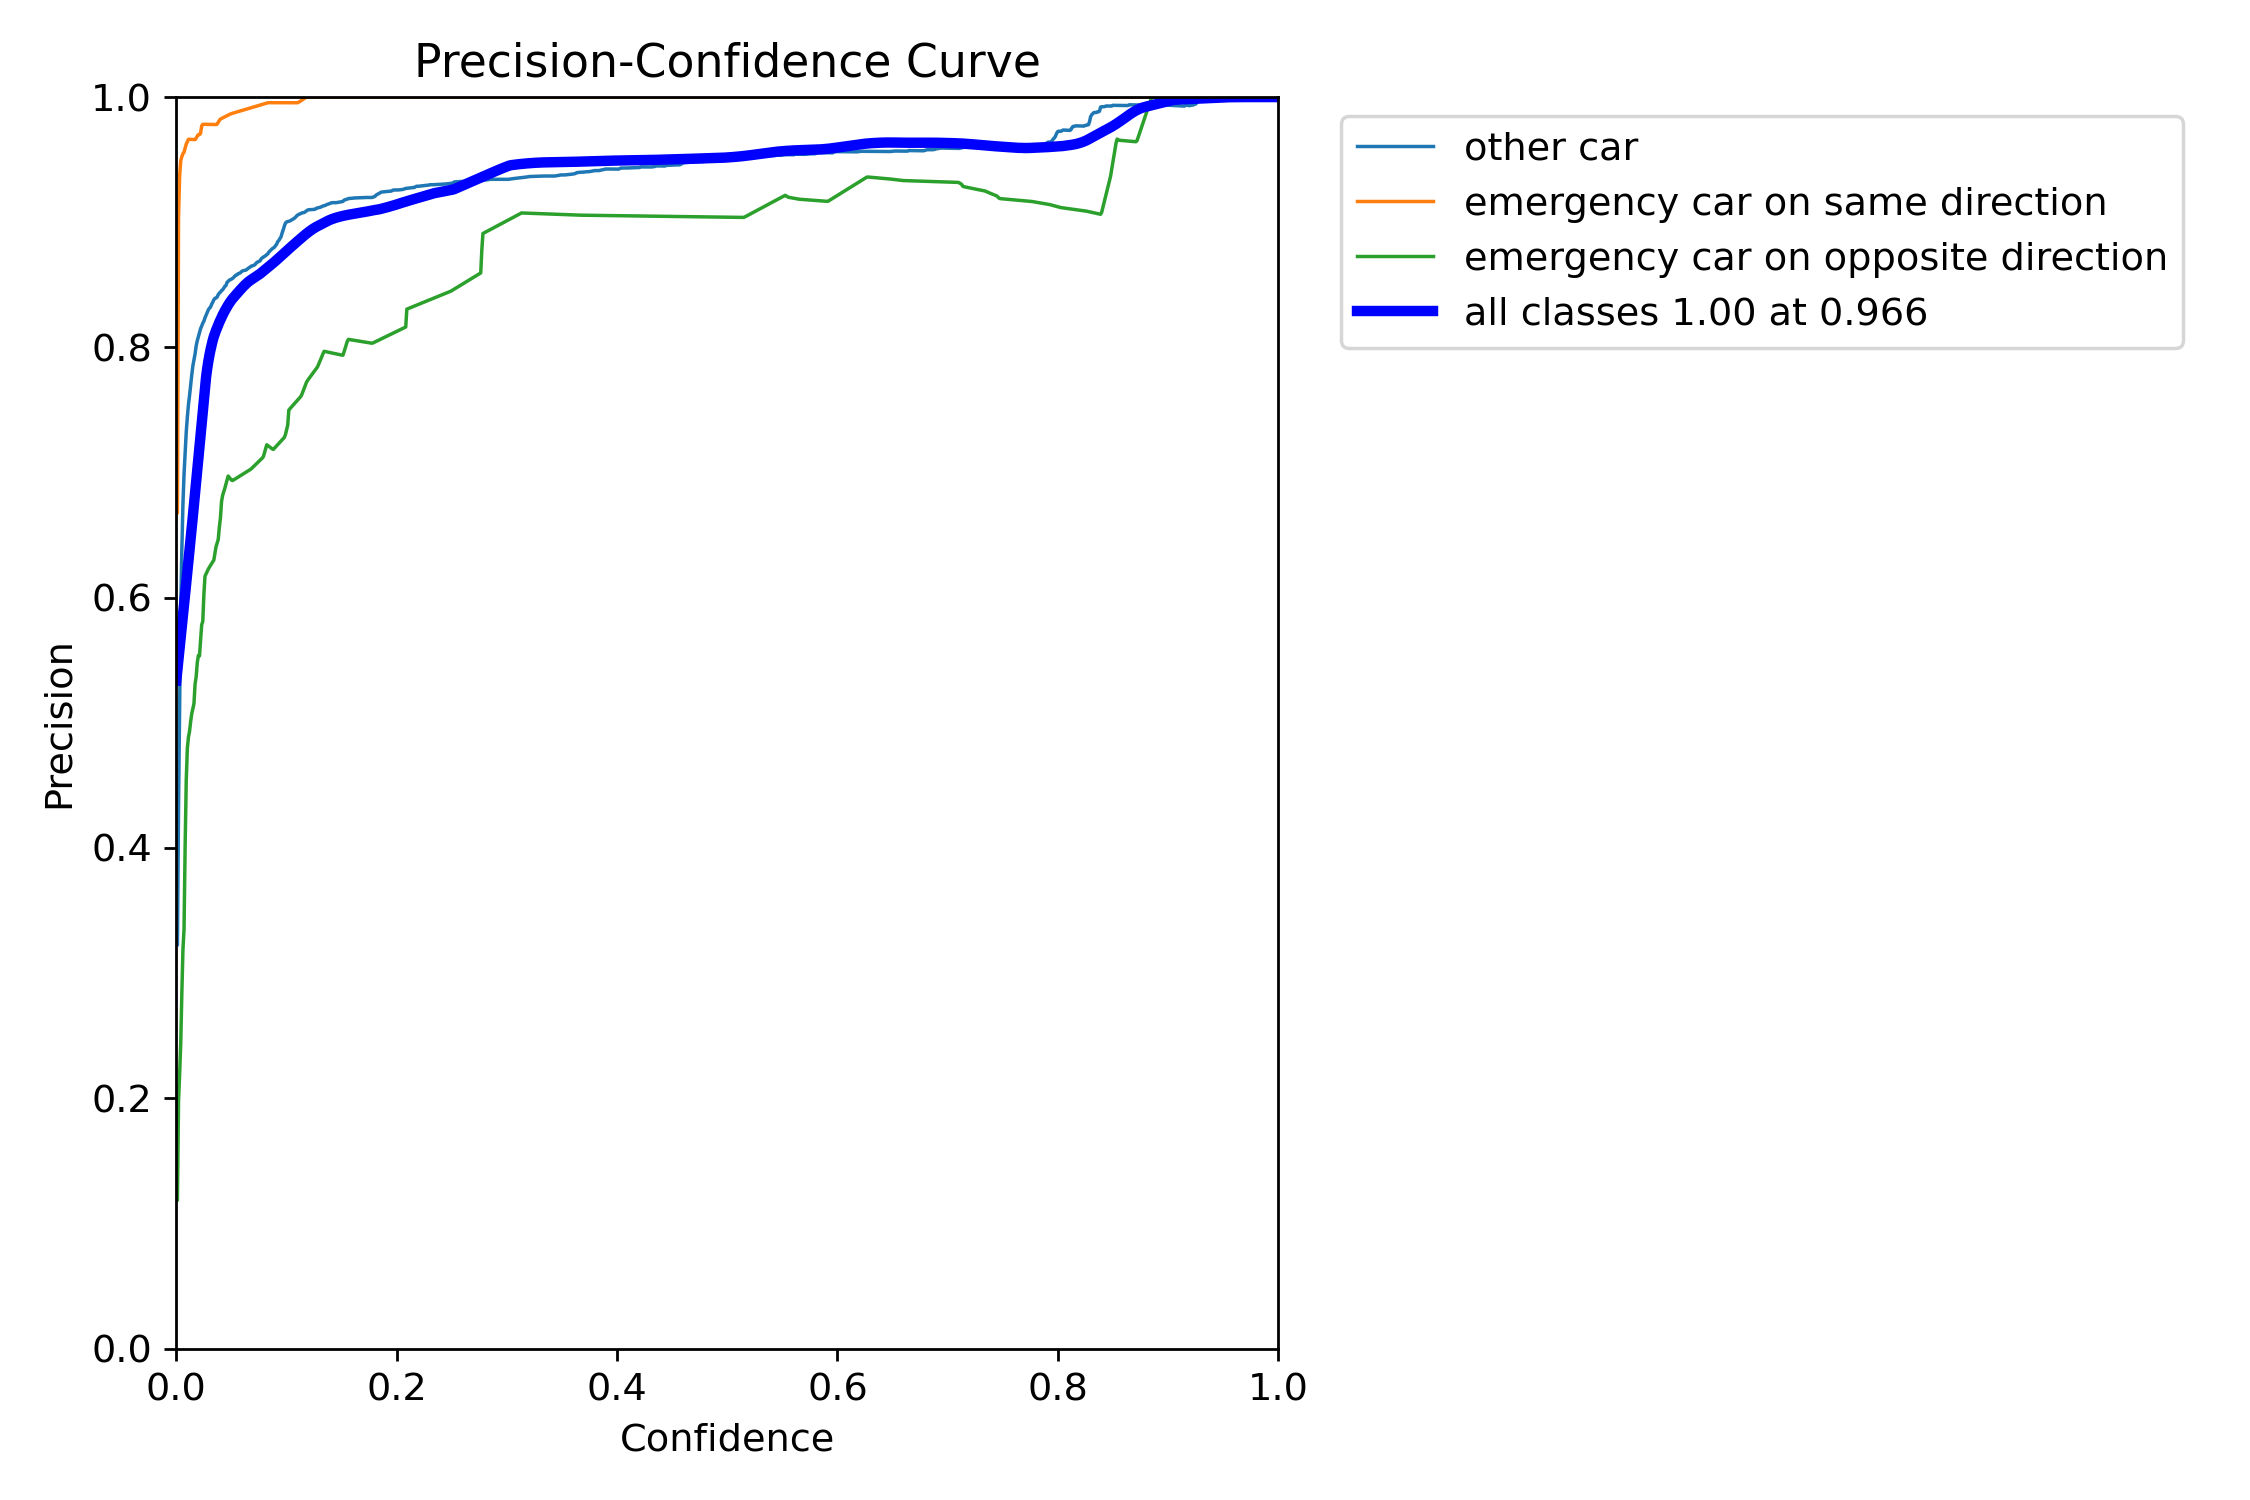 Precision-Confidence Curve
1.0
0.8
0.6
0.4
0.2
0.0
Precision
0.0 0.2 0.4 0.6 0.8 1.0
Confidence
other car
emergency car on same direction
emergency car on opposite direction
all classes 1.00 at 0.966